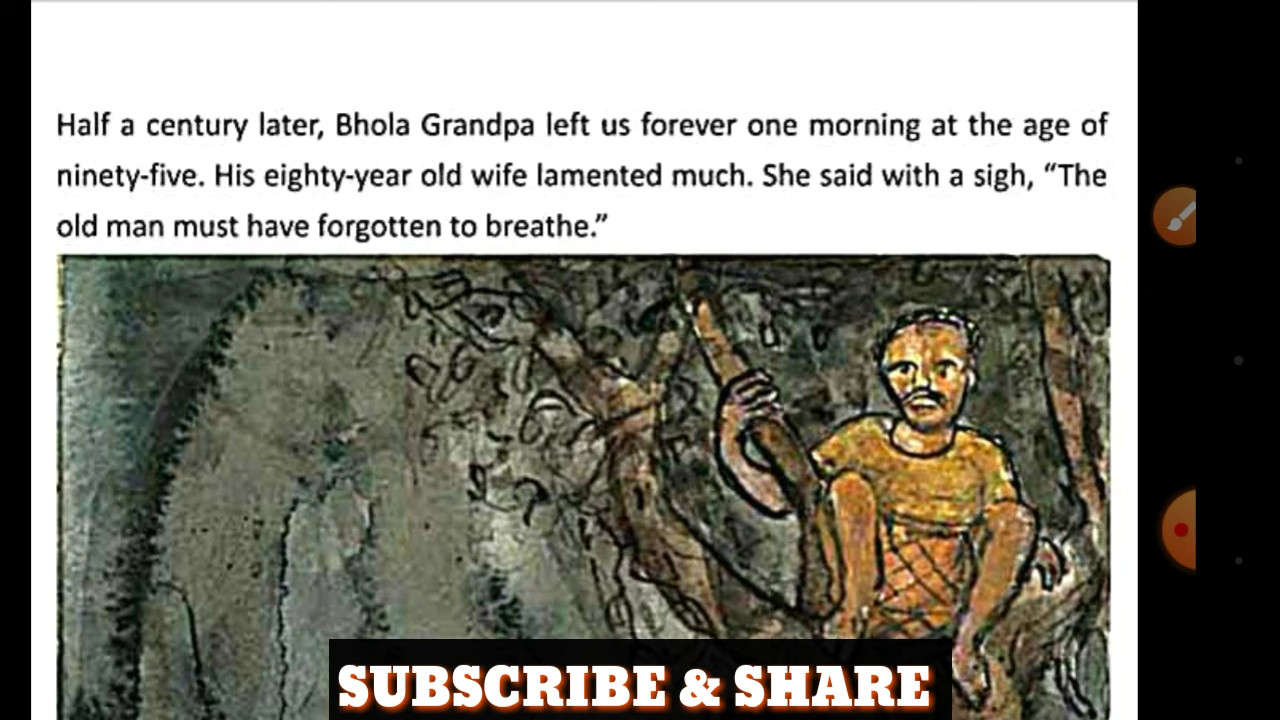 Half a century later, Bhola Grandpa left us forever one morning at the age of
ninety-five. His eighty-year old wife lamented much. She said with a sigh, “The
old man must have forgotten to breathe.”
SUBSCRIBE & SHARE